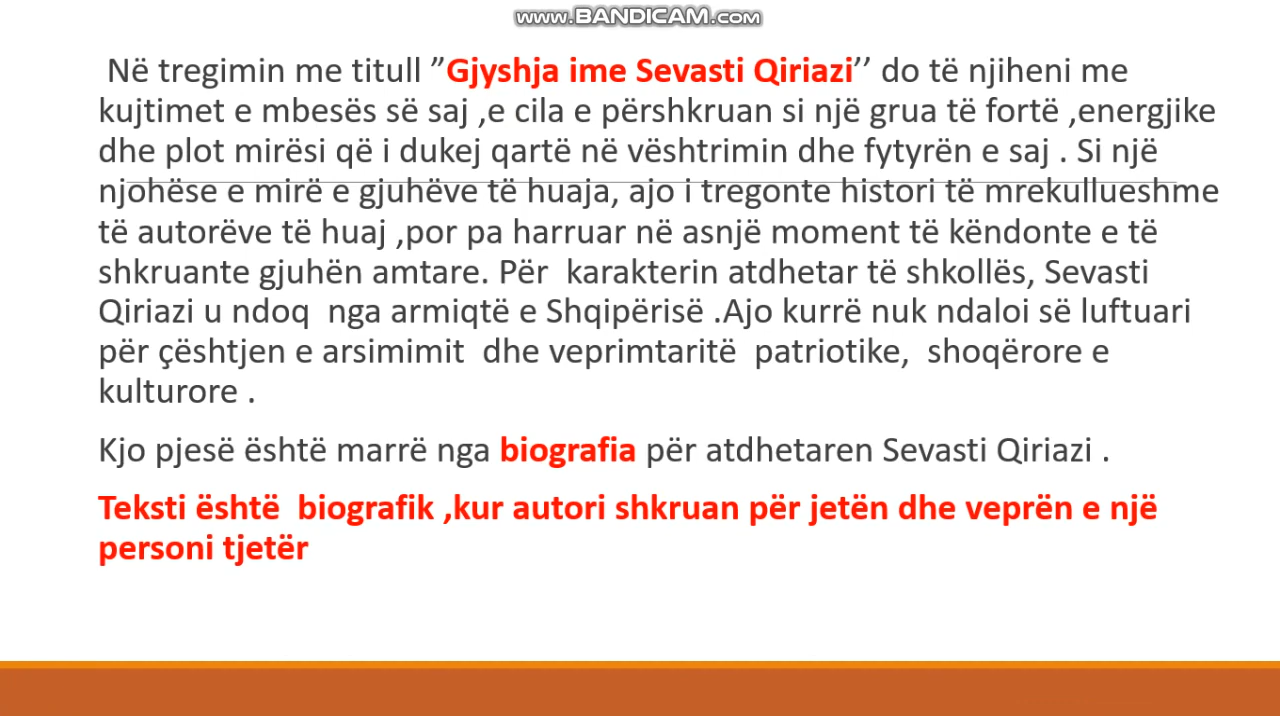 www.BANDICAM.com
Në tregimin me titull ”Gjyshja ime Sevasti Qiriazi’’ do të njiheni me
kujtimet e mbesës së saj ,e cila e përshkruan si një grua të fortë ,energjike
dhe plot mirësi që i dukej qartë në vështrimin dhe fytyrën e saj . Si një
njohëse e mirë e gjuhëve të huaja, ajo i tregonte histori të mrekullueshme
të autorëve të huaj ,por pa harruar në asnjë moment të këndonte e të
shkruante gjuhën amtare. Për  karakterin atdhetar të shkollës, Sevasti
Qiriazi u ndoq  nga armiqtë e Shqipërisë .Ajo kurrë nuk ndaloi së luftuari
për çështjen e arsimimit  dhe veprimtaritë  patriotike,  shoqërore e
kulturore .
Kjo pjesë është marrë nga biografia për atdhetaren Sevasti Qiriazi .
Teksti është  biografik ,kur autori shkruan për jetën dhe veprën e një
personi tjetër